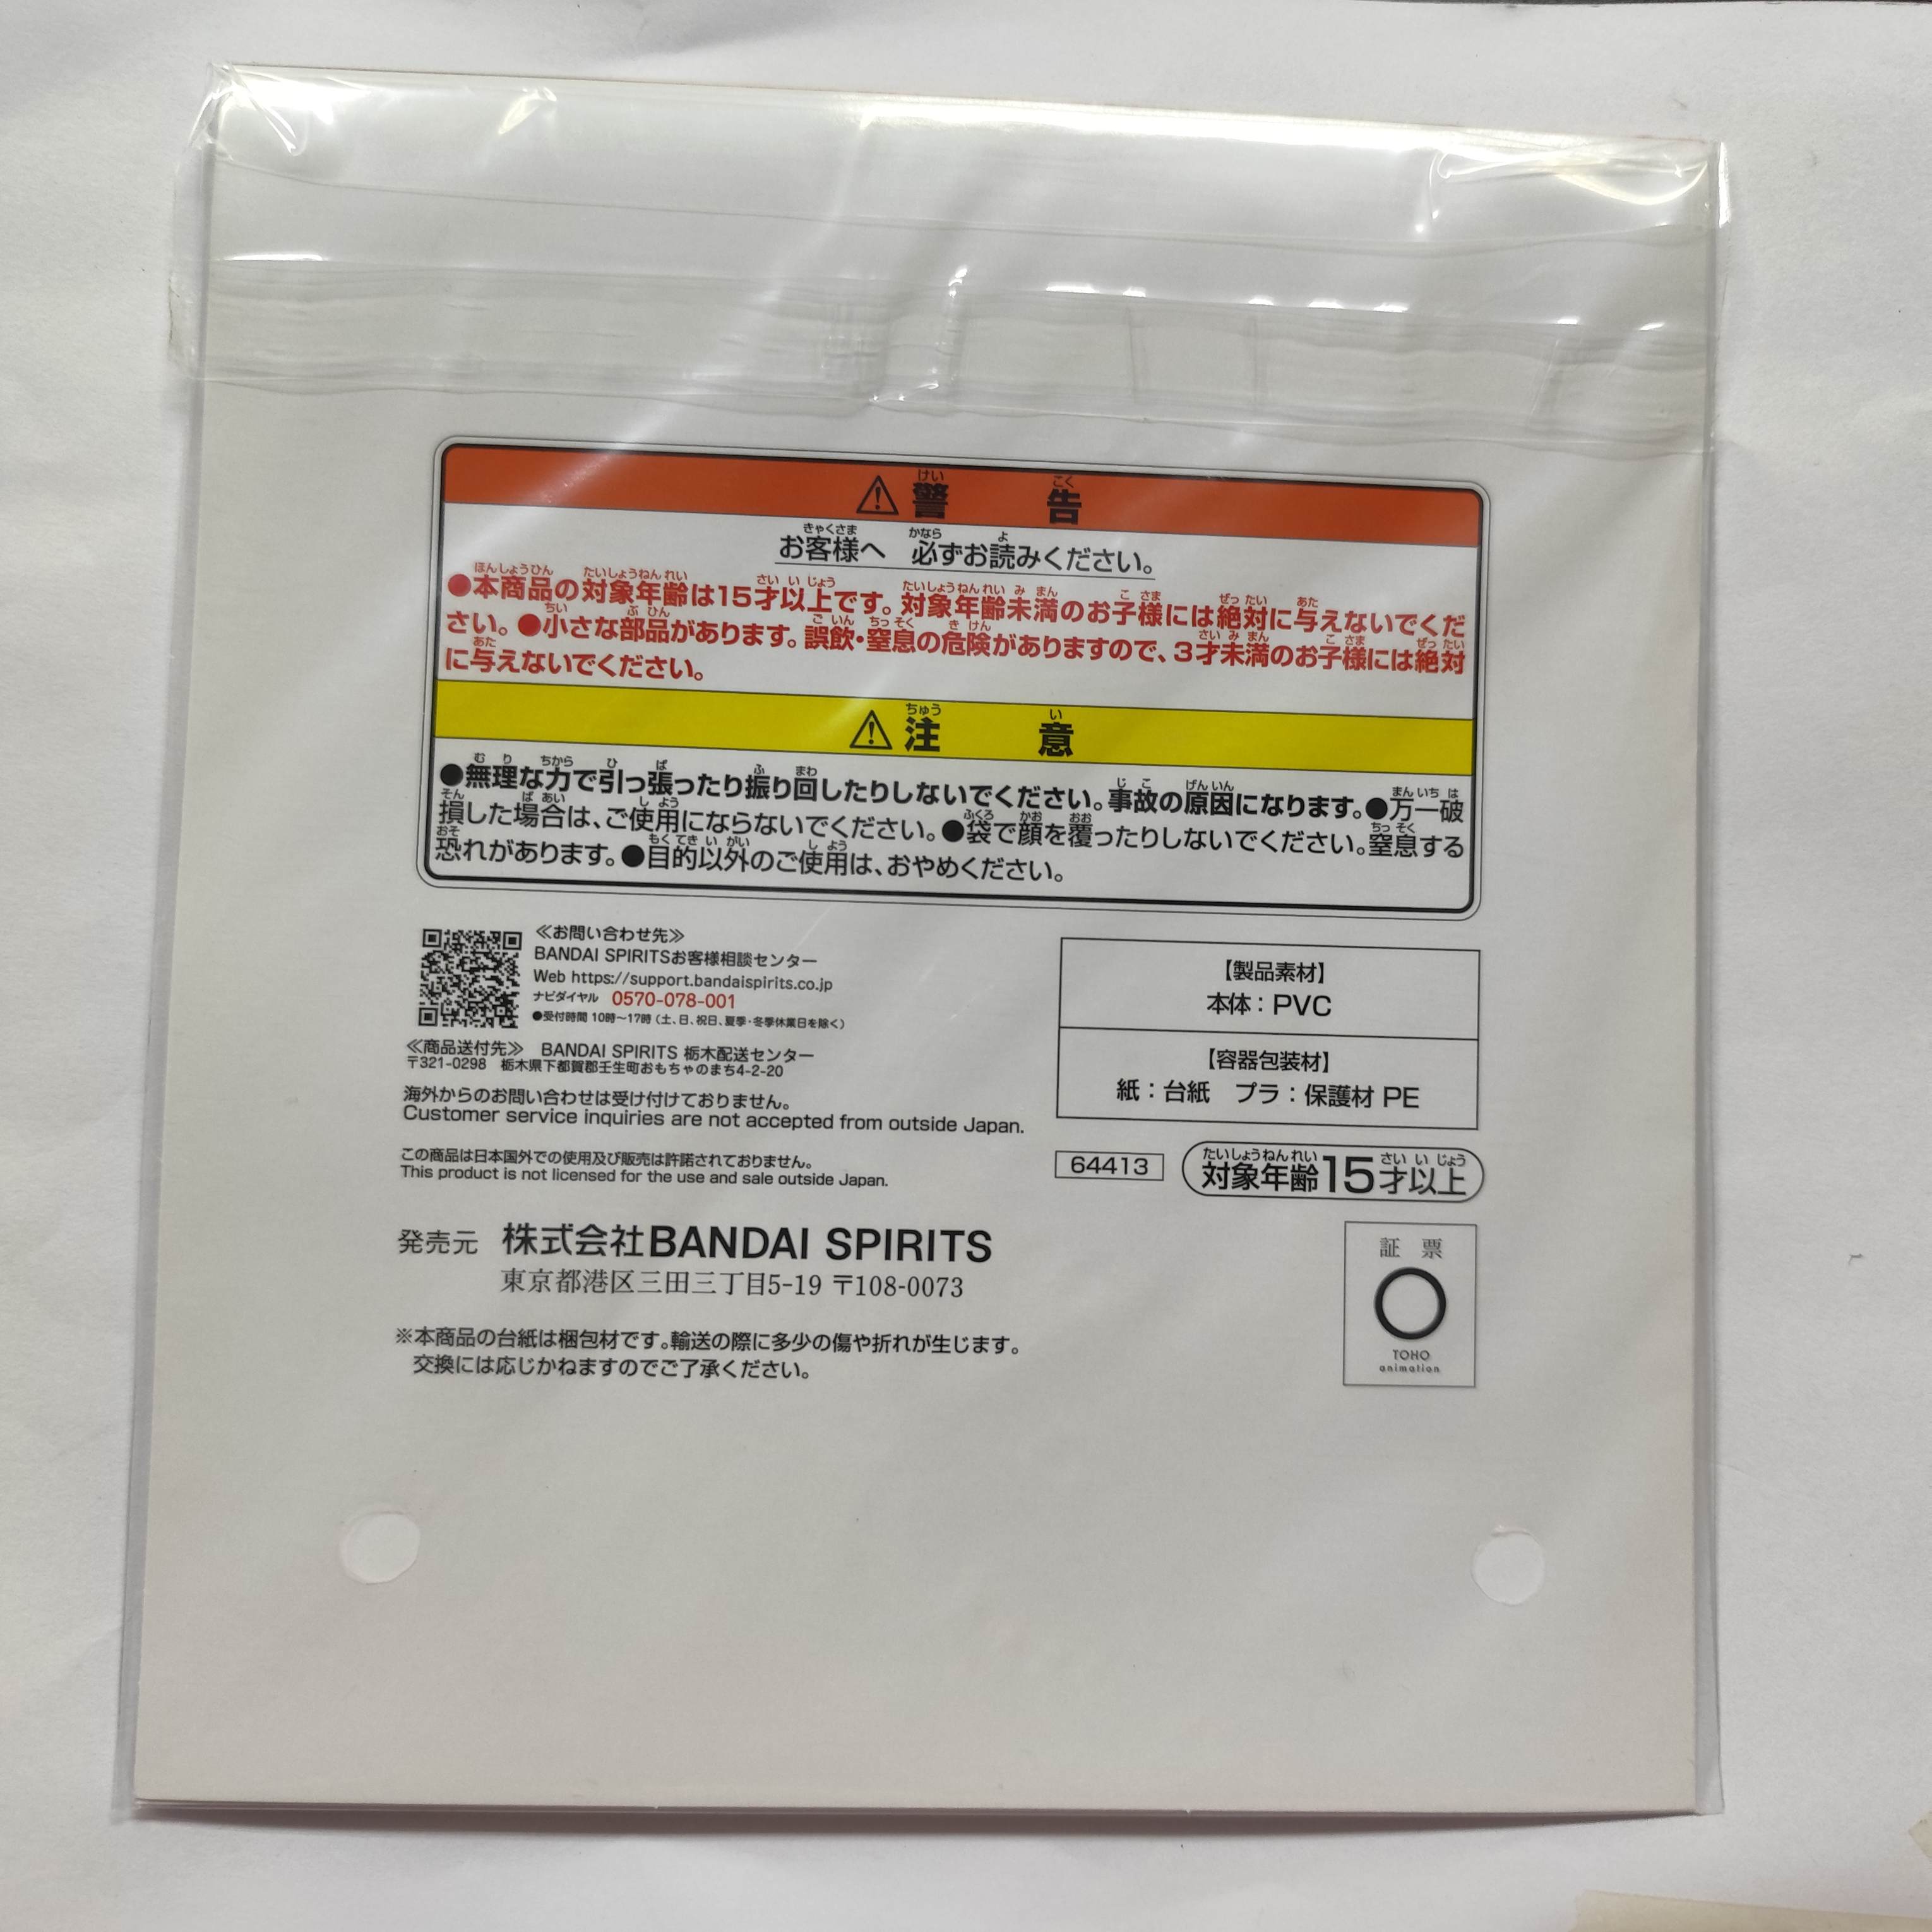 ⚠警告
お客様へ 必ずお読みください。
●本商品の対象年齢は15才以上です。対象年齢未満のお子様には絶対に与えないでくだ
さい。●小さな部品があります。誤飲・窒息の危険がありますので、3才未満のお子様には絶対
に与えないでください。
⚠注意
●無理な力で引っ張ったり振り回したりしないでください。事故の原因になります。●万一破
損した場合は、ご使用にならないでください。●袋で顔を覆ったりしないでください。窒息する
恐れがあります。●目的以外のご使用は、おやめください。
≪お問い合わせ先≫
BANDAI SPIRITSお客様相談センター
Web https://support.bandaispirits.co.jp
ナビダイヤル 0570-078-001
●受付時間 10時〜17時（土、日、祝日、夏季・冬季休業日を除く）
≪商品送付先≫ BANDAI SPIRITS 栃木配送センター
〒321-0298 栃木県下都賀郡壬生町おもちゃのまち4-2-20
海外からのお問い合わせは受け付けておりません。
Customer service inquiries are not accepted from outside Japan.
この商品は日本国外での使用及び販売は許諾されておりません。
This product is not licensed for the use and sale outside Japan.
【製品素材】
本体：PVC
【容器包装材】
紙：台紙 プラ：保護材 PE
64413
対象年齢15才以上
発売元 株式会社BANDAI SPIRITS
東京都港区三田三丁目5-19 〒108-0073
※本商品の台紙は梱包材です。輸送の際に多少の傷や折れが生じます。
交換には応じかねますのでご了承ください。
証 票
TOHO
animation